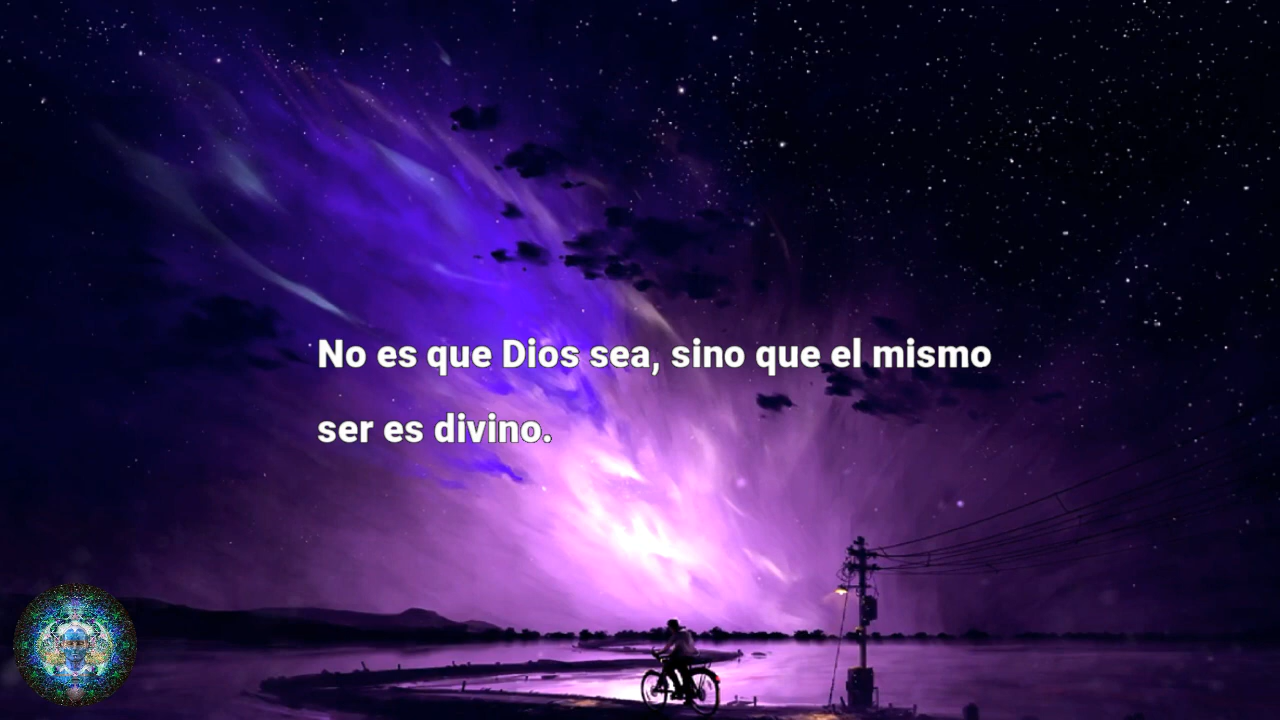 No es que Dios sea, sino que el mismo
ser es divino.